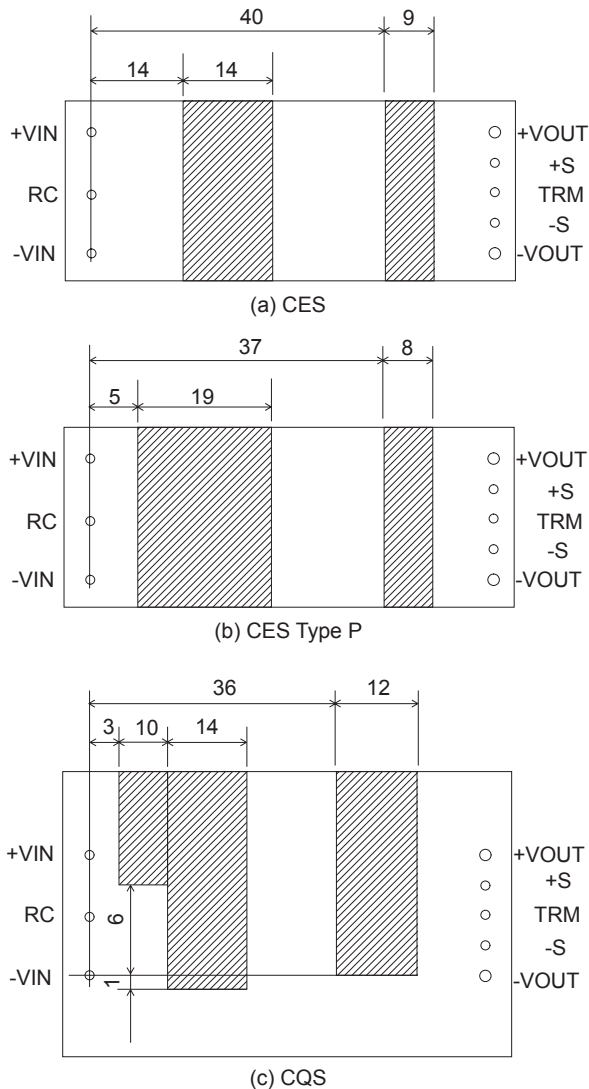 40 9
14 14
+VIN +VOUT
+S
RC TRM
-S
-VIN -VOUT
(a) CES
37 8
5 19
+VIN +VOUT
+S
RC TRM
-S
-VIN -VOUT
(b) CES Type P
36 12
3 10 14
+VIN +VOUT
+S
RC 6 TRM
-S
-VIN 1 -VOUT
(c) CQS